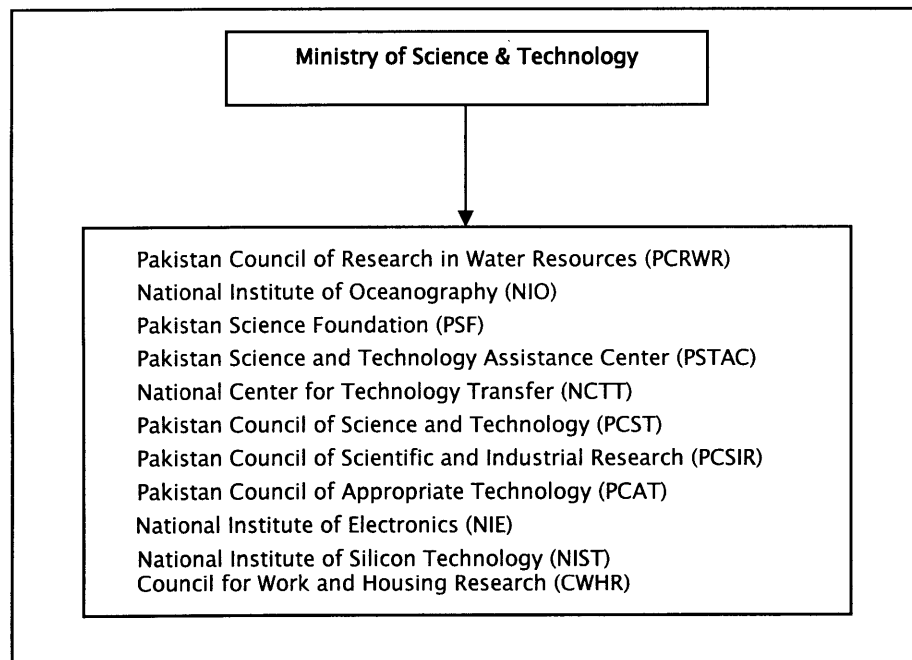 Ministry of Science & Technology
Pakistan Council of Research in Water Resources (PCRWR)
National Institute of Oceanography (NIO)
Pakistan Science Foundation (PSF)
Pakistan Science and Technology Assistance Center (PSTAC)
National Center for Technology Transfer (NCTT)
Pakistan Council of Science and Technology (PCST)
Pakistan Council of Scientific and Industrial Research (PCSIR)
Pakistan Council of Appropriate Technology (PCAT)
National Institute of Electronics (NIE)
National Institute of Silicon Technology (NIST)
Council for Work and Housing Research (CWHR)